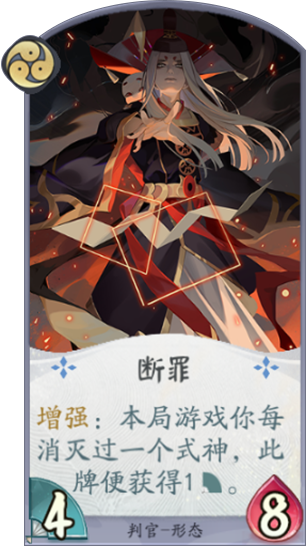 断罪
增强：本局游戏你每
消灭过一个式神，此
牌便获得1。
4
判官-形态
8